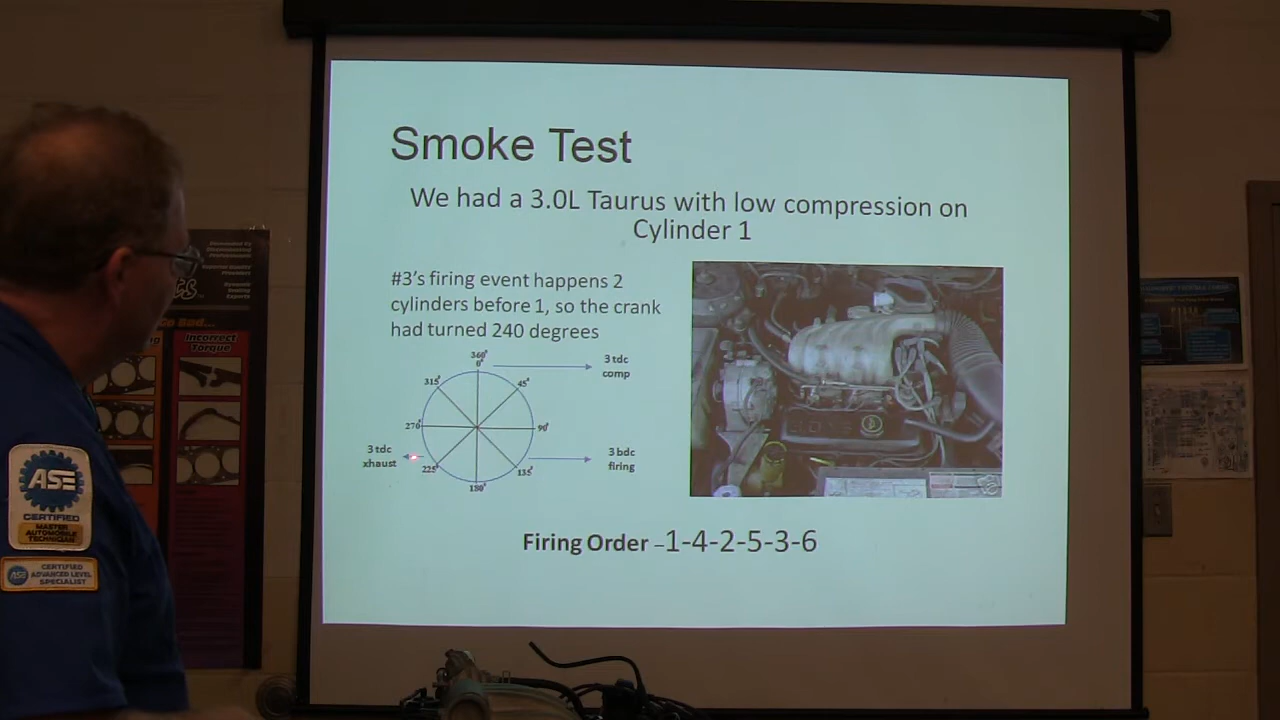 Smoke Test
We had a 3.0L Taurus with low compression on
Cylinder 1
#3's firing event happens 2
cylinders before 1, so the crank
had turned 240 degrees
360°
0°
3 tdc
comp
315°
45°
270°
90°
3 tdc
xhaust
225°
135°
3 bdc
firing
180°
Firing Order –1-4-2-5-3-6
ASE
CERTIFIED
MASTER
AUTOMOBILE
TECHNICIAN
ASE
CERTIFIED
ADVANCED LEVEL
SPECIALIST
Go Bad...
Incorrect
Torque